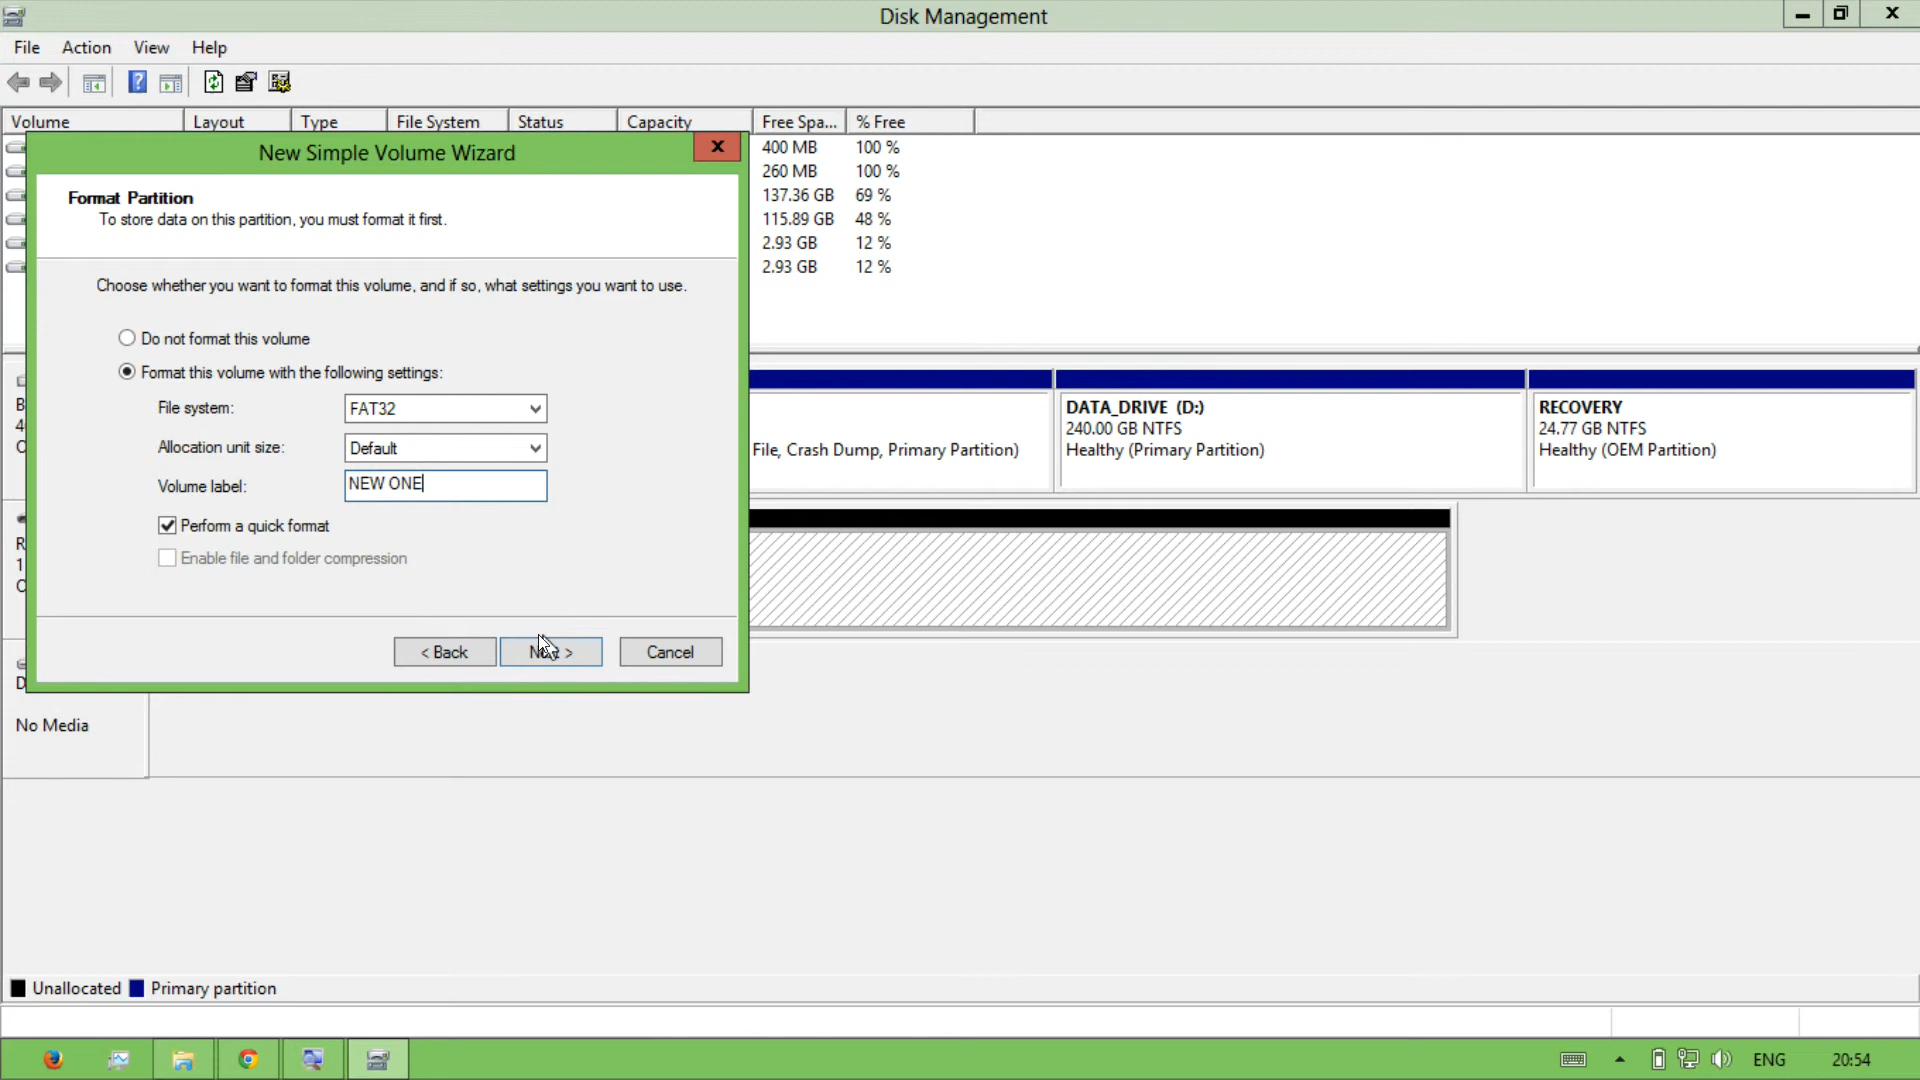 Disk Management
File Action View Help
Volume Layout Type File System Status Capacity Free Spa... % Free
400 MB 100 %
260 MB 100 %
137.36 GB 69 %
115.89 GB 48 %
2.93 GB 12 %
2.93 GB 12 %
New Simple Volume Wizard
Format Partition
To store data on this partition, you must format it first.
Choose whether you want to format this volume, and if so, what settings you want to use.
Do not format this volume
Format this volume with the following settings:
File system: FAT32
Allocation unit size: Default
Volume label: NEW ONE
Perform a quick format
Enable file and folder compression
< Back Next > Cancel
File, Crash Dump, Primary Partition)
DATA_DRIVE (D:)
240.00 GB NTFS
Healthy (Primary Partition)
RECOVERY
24.77 GB NTFS
Healthy (OEM Partition)
No Media
Unallocated Primary partition
ENG 20:54